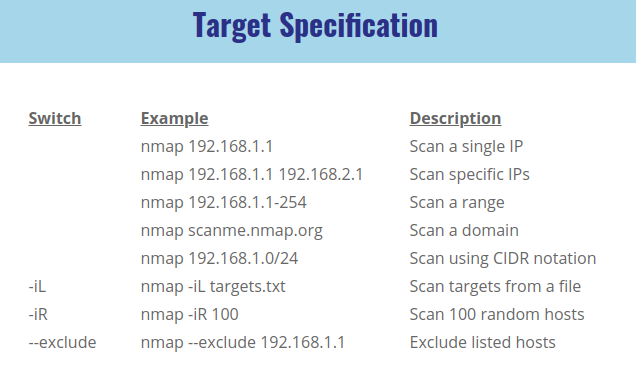 Target Specification
Switch Example Description
nmap 192.168.1.1 Scan a single IP
nmap 192.168.1.1 192.168.2.1 Scan specific IPs
nmap 192.168.1.1-254 Scan a range
nmap scanme.nmap.org Scan a domain
nmap 192.168.1.0/24 Scan using CIDR notation
-iL nmap -iL targets.txt Scan targets from a file
-iR nmap -iR 100 Scan 100 random hosts
--exclude nmap --exclude 192.168.1.1 Exclude listed hosts